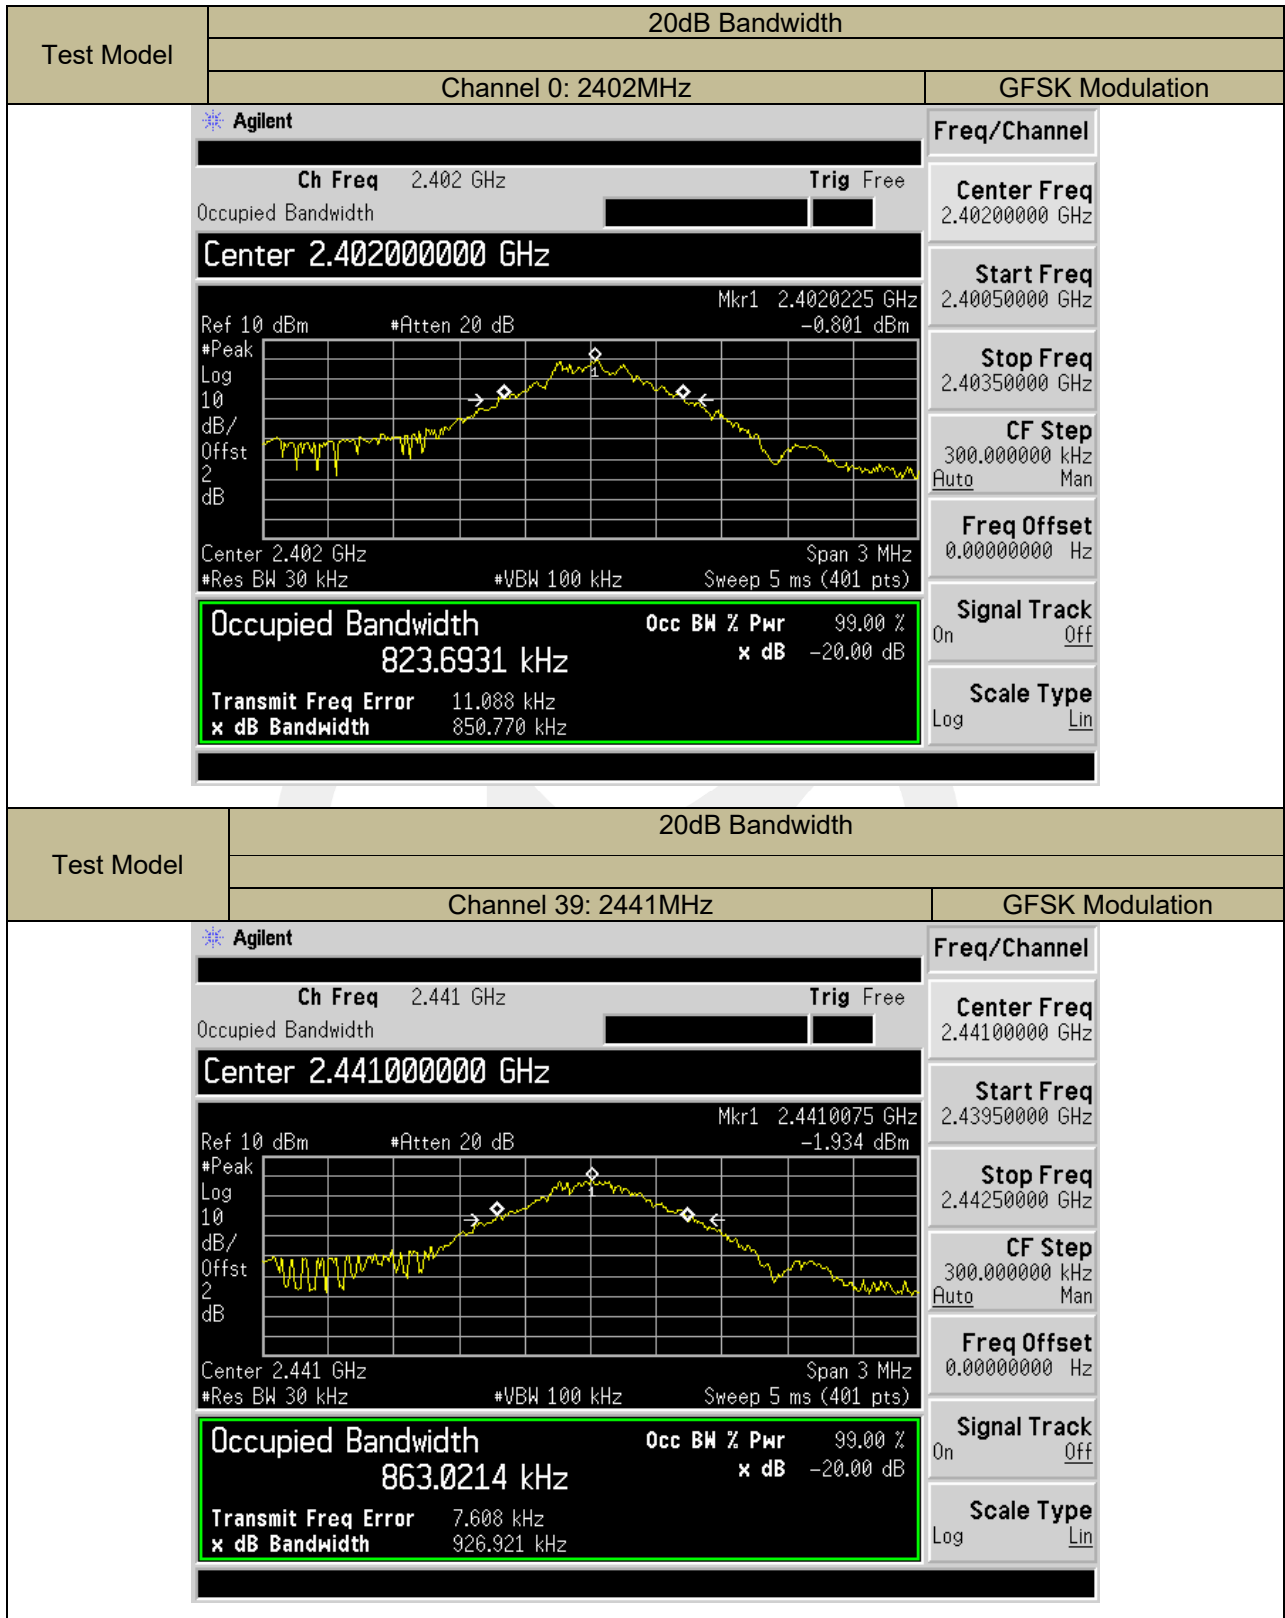 20dB Bandwidth
Test Model
Channel 0: 2402MHz GFSK Modulation
Agilent Freq/Channel
Ch Freq 2.402 GHz Trig Free
Occupied Bandwidth
Center Freq
2.40200000 GHz
Center 2.402000000 GHz
Start Freq
2.40050000 GHz
Mkr1 2.4020225 GHz
Ref 10 dBm #Atten 20 dB -0.801 dBm
#Peak
Log
10
dB/
Offst
2
dB
1
Stop Freq
2.40350000 GHz
CF Step
300.000000 kHz
Auto Man
Freq Offset
0.00000000 Hz
Center 2.402 GHz Span 3 MHz
#Res BW 30 kHz #VBW 100 kHz Sweep 5 ms (401 pts)
Occupied Bandwidth Occ BW % Pwr 99.00 %
823.6931 kHz x dB -20.00 dB
Signal Track
On Off
Transmit Freq Error 11.088 kHz
x dB Bandwidth 850.770 kHz
Scale Type
Log Lin
20dB Bandwidth
Test Model
Channel 39: 2441MHz GFSK Modulation
Agilent Freq/Channel
Ch Freq 2.441 GHz Trig Free
Occupied Bandwidth
Center Freq
2.44100000 GHz
Center 2.441000000 GHz
Start Freq
2.43950000 GHz
Mkr1 2.4410075 GHz
Ref 10 dBm #Atten 20 dB -1.934 dBm
#Peak
Log
10
dB/
Offst
2
dB
1
Stop Freq
2.44250000 GHz
CF Step
300.000000 kHz
Auto Man
Freq Offset
0.00000000 Hz
Center 2.441 GHz Span 3 MHz
#Res BW 30 kHz #VBW 100 kHz Sweep 5 ms (401 pts)
Occupied Bandwidth Occ BW % Pwr 99.00 %
863.0214 kHz x dB -20.00 dB
Signal Track
On Off
Transmit Freq Error 7.608 kHz
x dB Bandwidth 926.921 kHz
Scale Type
Log Lin